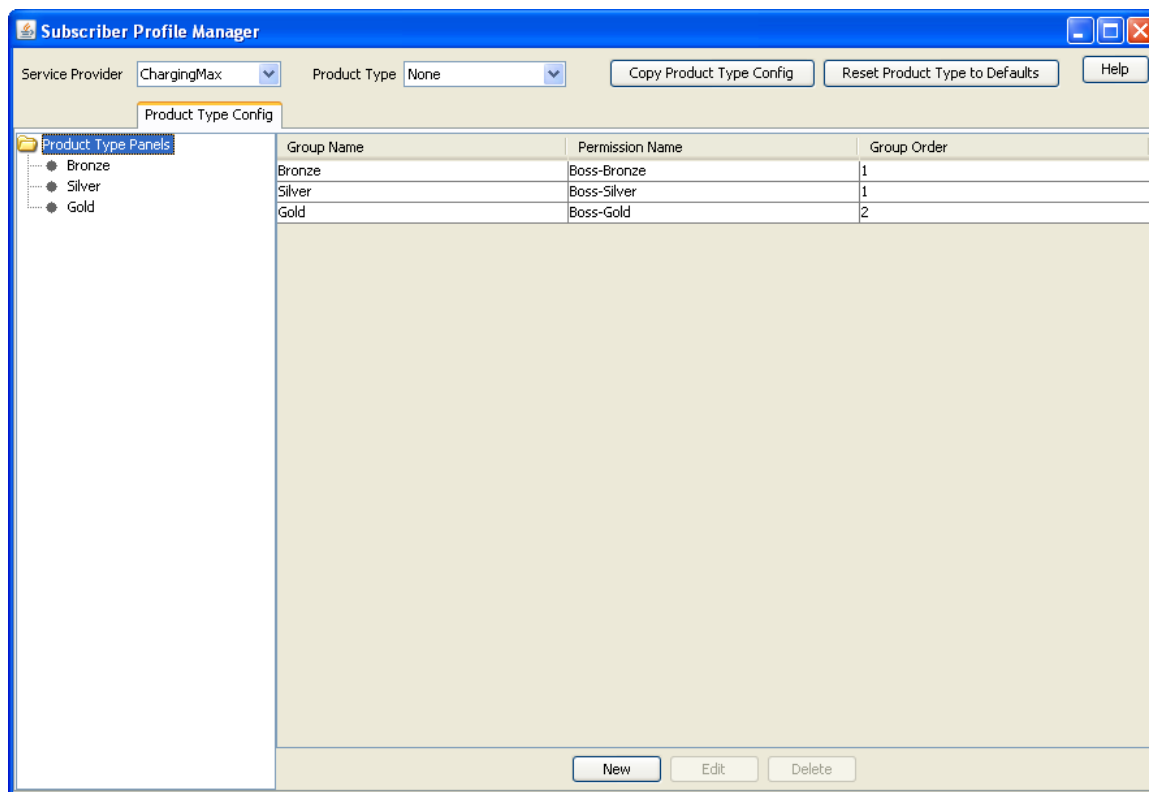 Subscriber Profile Manager
Service Provider ChargingMax Product Type None Copy Product Type Config Reset Product Type to Defaults Help
Product Type Config
Product Type Panels
Bronze
Silver
Gold
Group Name Permission Name Group Order
Bronze Boss-Bronze 1
Silver Boss-Silver 1
Gold Boss-Gold 2
New Edit Delete